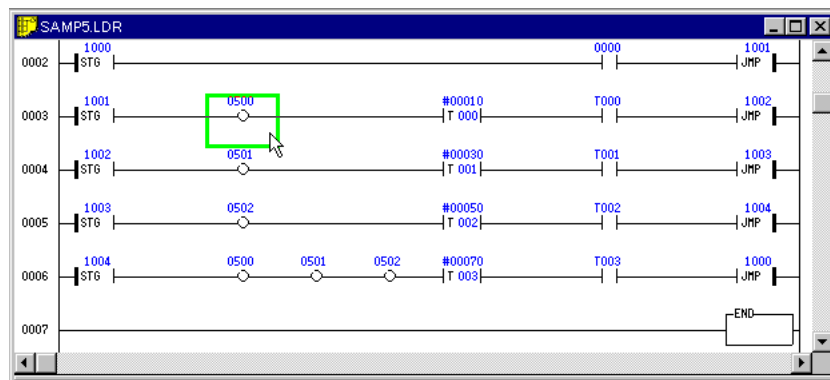 SAMP5.LDR
1000 0000 1001
0002 STG JMP
1001 0500 #00010 T000 1002
0003 STG T 000 JMP
1002 0501 #00030 T001 1003
0004 STG T 001 JMP
1003 0502 #00050 T002 1004
0005 STG T 002 JMP
1004 0500 0501 0502 #00070 T003 1000
0006 STG T 003 JMP
END
0007